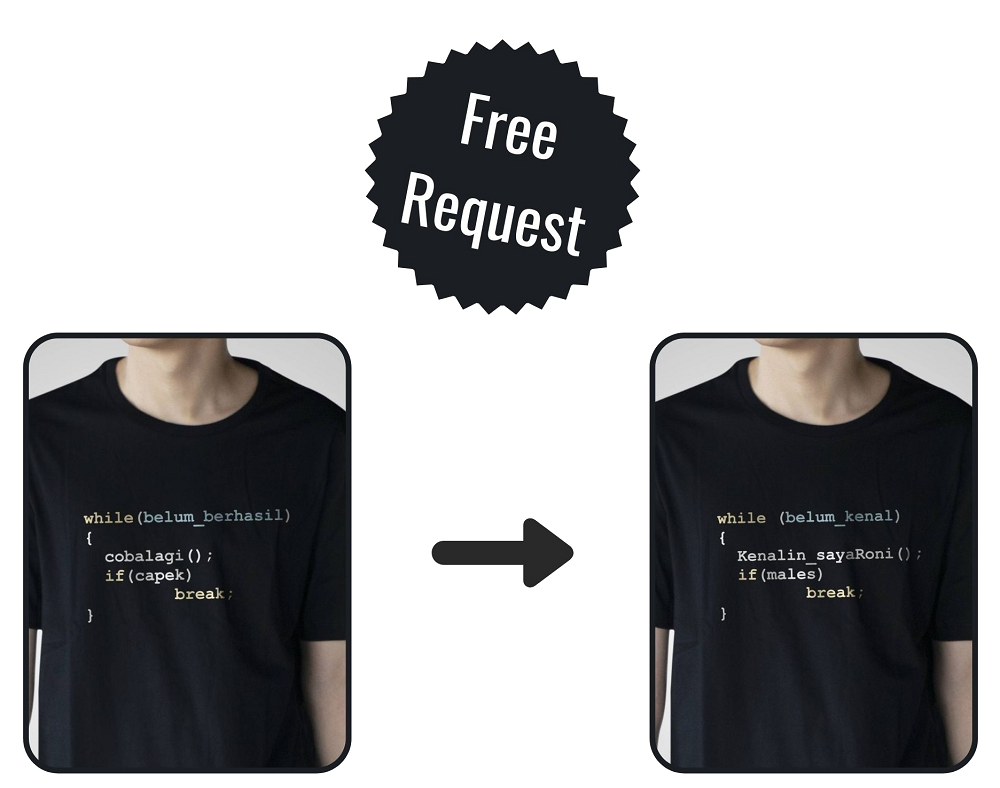 Free
Request
while(belum_berhasil)
{
cobalagi();
if(capek)
break;
}
while (belum_kenal)
{
Kenalin_sayaRoni();
if(males)
break;
}